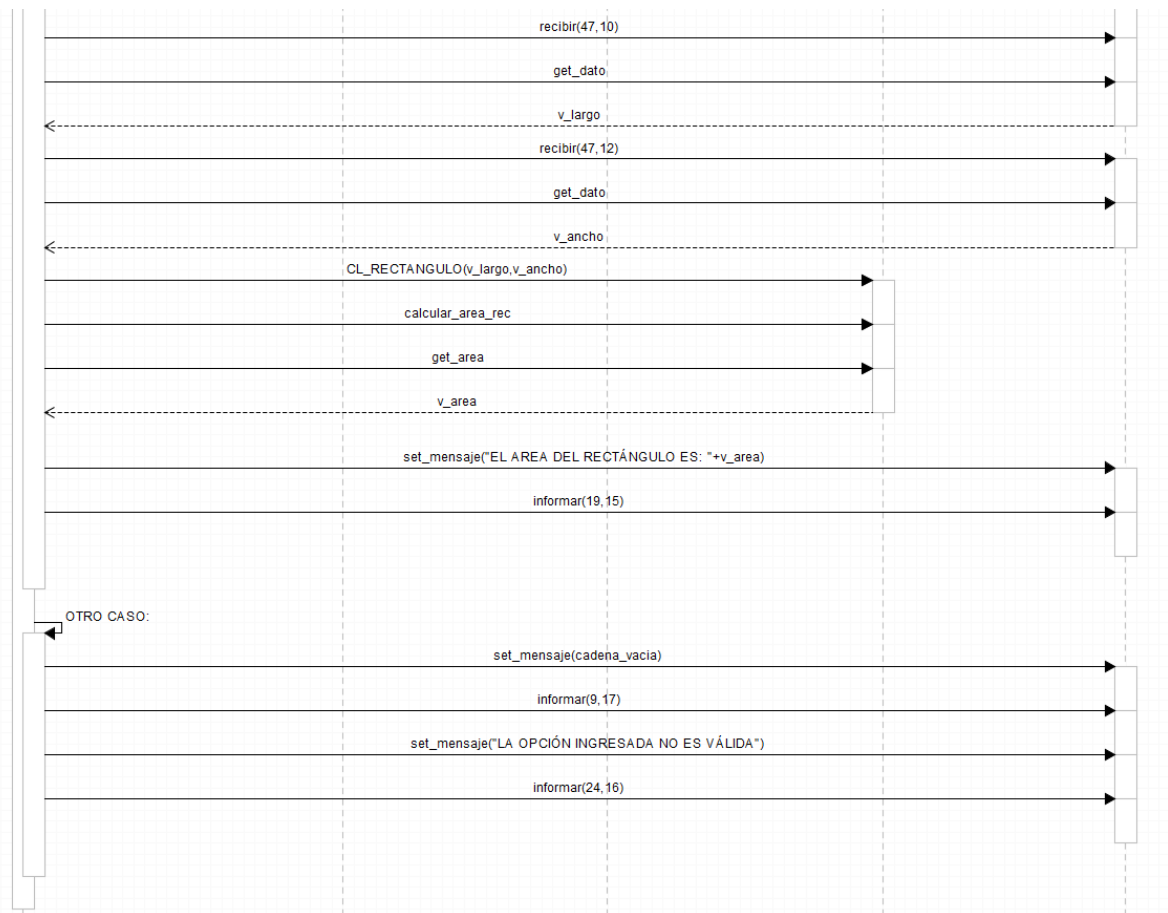 recibir(47,10)
get_dato
v_largo
recibir(47,12)
get_dato
v_ancho
CL_RECTANGULO(v_largo,v_ancho)
calcular_area_rec
get_area
v_area
set_mensaje("EL AREA DEL RECTÁNGULO ES: "+v_area)
informar(19,15)
OTRO CASO:
set_mensaje(cadena_vacia)
informar(9,17)
set_mensaje("LA OPCIÓN INGRESADA NO ES VÁLIDA")
informar(24,16)